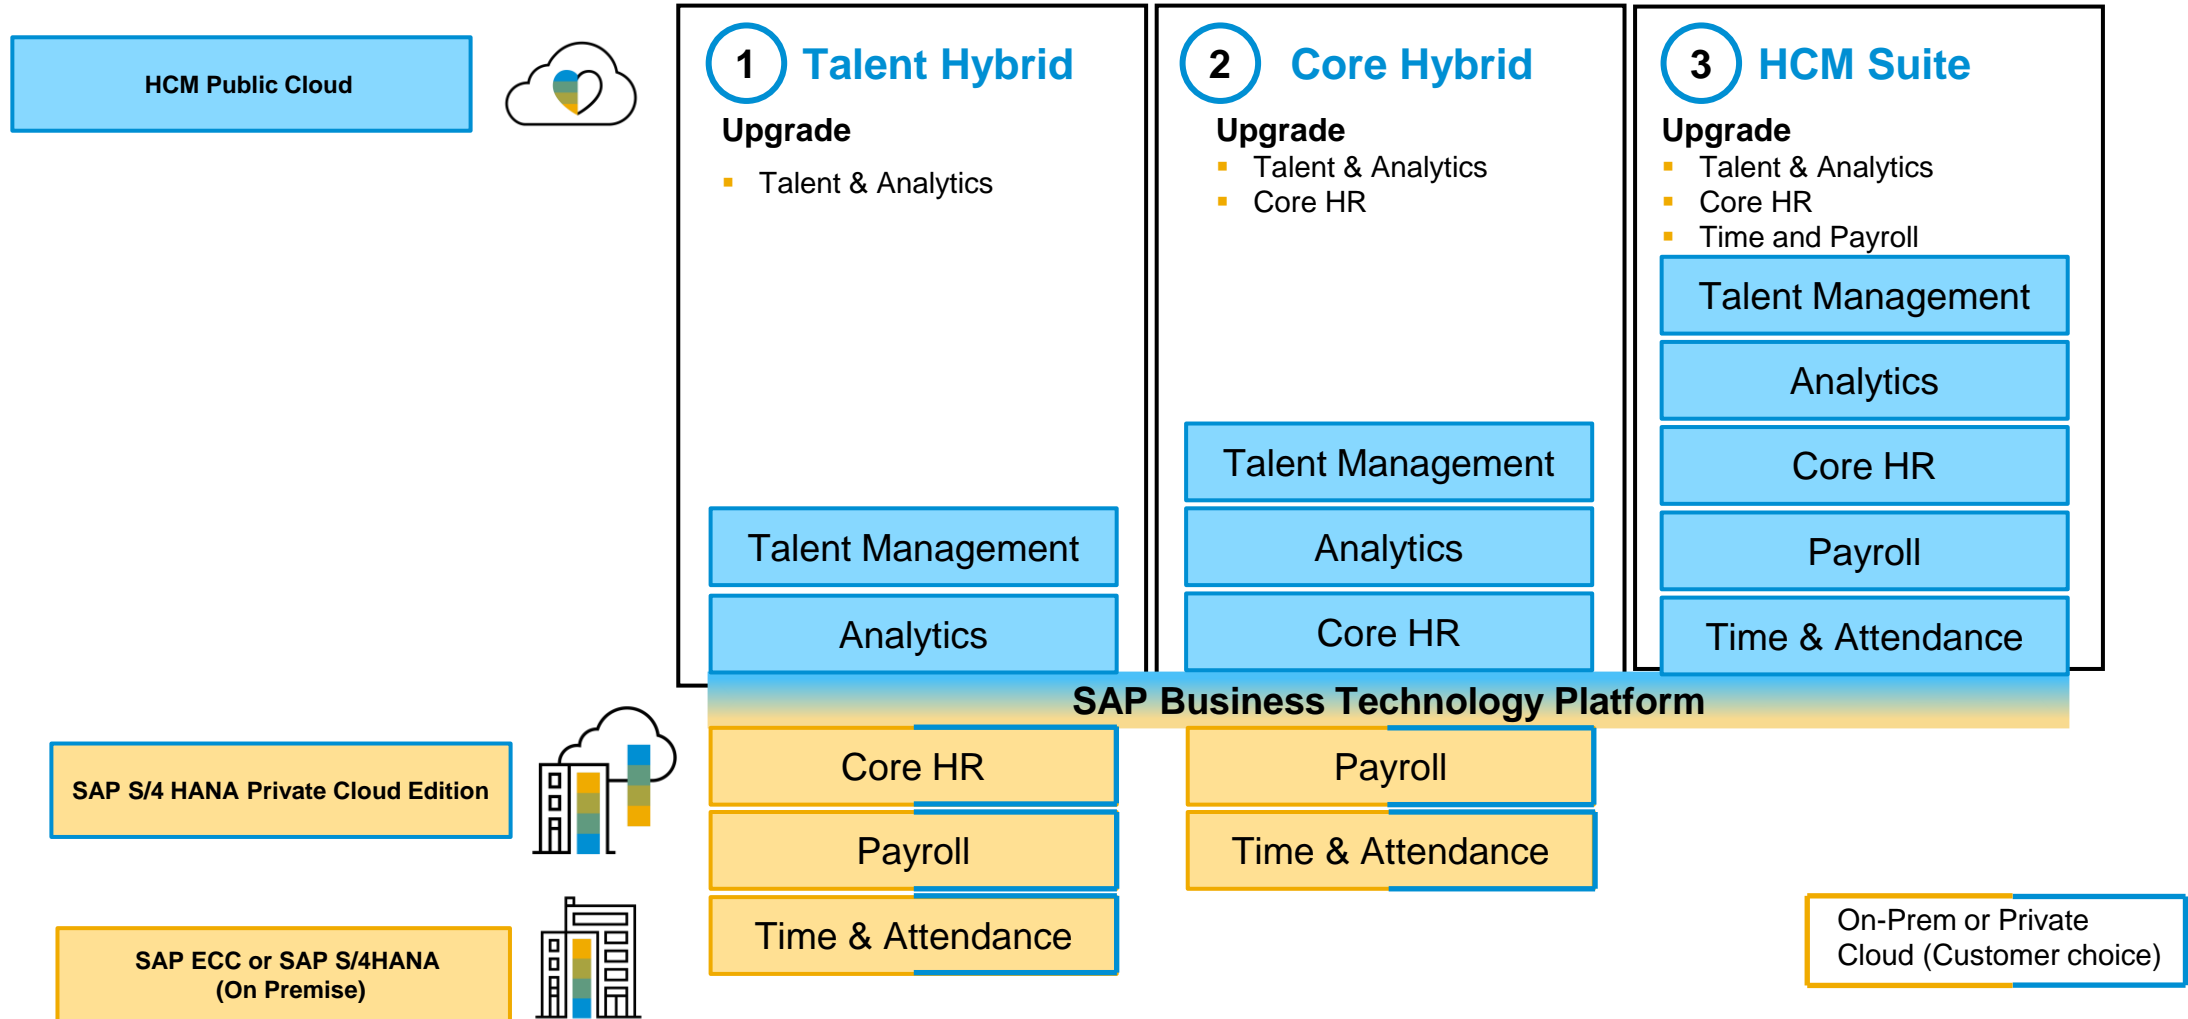 HCM Public Cloud
1 Talent Hybrid
Upgrade
▪ Talent & Analytics
Talent Management
Analytics
2 Core Hybrid
Upgrade
▪ Talent & Analytics
▪ Core HR
Talent Management
Analytics
Core HR
3 HCM Suite
Upgrade
▪ Talent & Analytics
▪ Core HR
▪ Time and Payroll
Talent Management
Analytics
Core HR
Payroll
Time & Attendance
SAP Business Technology Platform
SAP S/4 HANA Private Cloud Edition
Core HR
Payroll
Time & Attendance
Payroll
Time & Attendance
SAP ECC or SAP S/4HANA
(On Premise)
On-Prem or Private
Cloud (Customer choice)